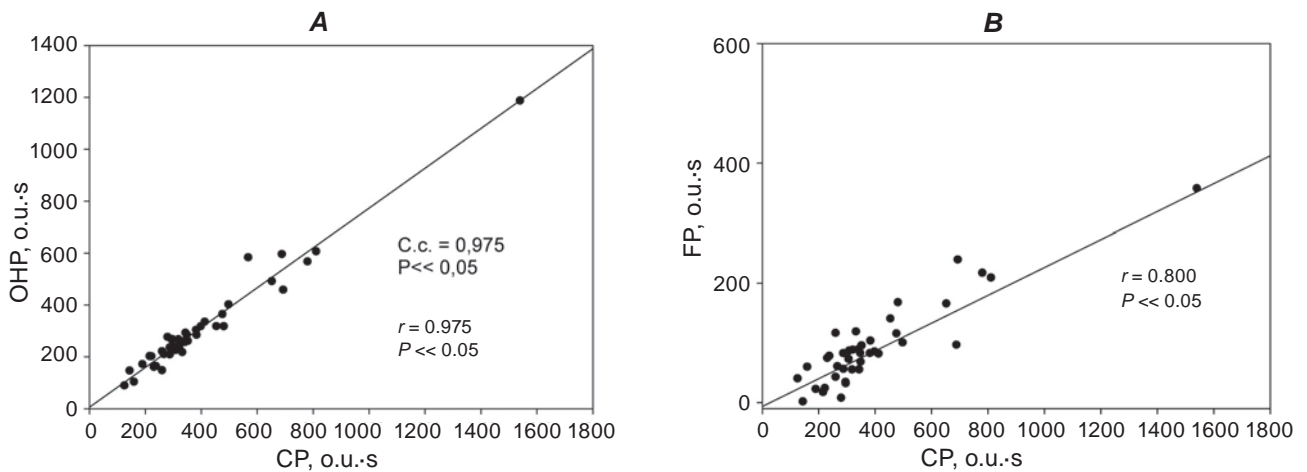 A
1400
1200
1000
800
600
400
200
0
OHP, o.u.·s
C.c. = 0,975
P<< 0,05
r = 0.975
P << 0.05
0 200 400 600 800 1000 1200 1400 1600 1800
CP, o.u.·s
B
600
400
200
0
FP, o.u.·s
r = 0.800
P << 0.05
0 200 400 600 800 1000 1200 1400 1600 1800
CP, o.u.·s